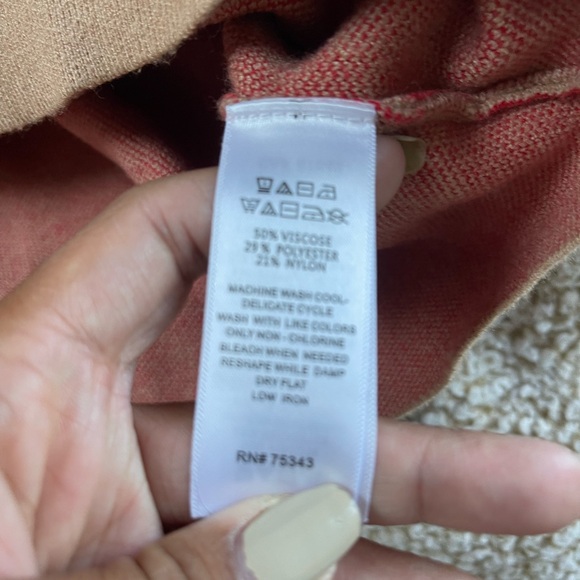 50% VISCOSE
29% POLYESTER
21% NYLON
MACHINE WASH COOL-
DELICATE CYCLE
WASH WITH LIKE COLORS
ONLY NON-CHLORINE
BLEACH WHEN NEEDED
RESHAPE WHILE DAMP
DRY FLAT
LOW IRON
RN# 75343